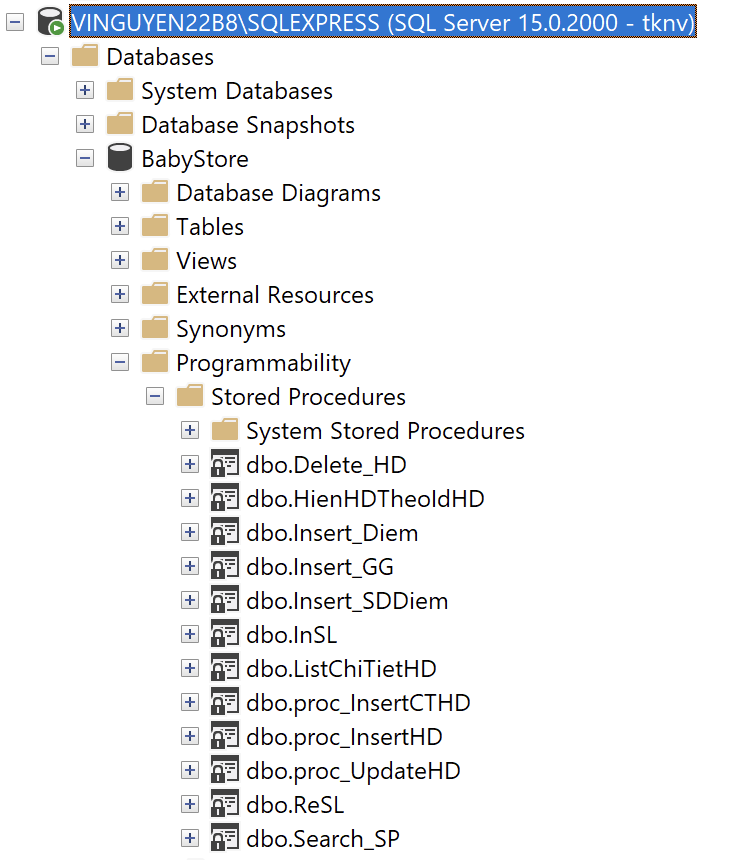 VINGUYEN22B8\SQLEXPRESS (SQL Server 15.0.2000 - tknv)
Databases
System Databases
Database Snapshots
BabyStore
Database Diagrams
Tables
Views
External Resources
Synonyms
Programmability
Stored Procedures
System Stored Procedures
dbo.Delete_HD
dbo.HienHDTheoIdHD
dbo.Insert_Diem
dbo.Insert_GG
dbo.Insert_SDDiem
dbo.InSL
dbo.ListChiTietHD
dbo.proc_InsertCTHD
dbo.proc_InsertHD
dbo.proc_UpdateHD
dbo.ReSL
dbo.Search_SP